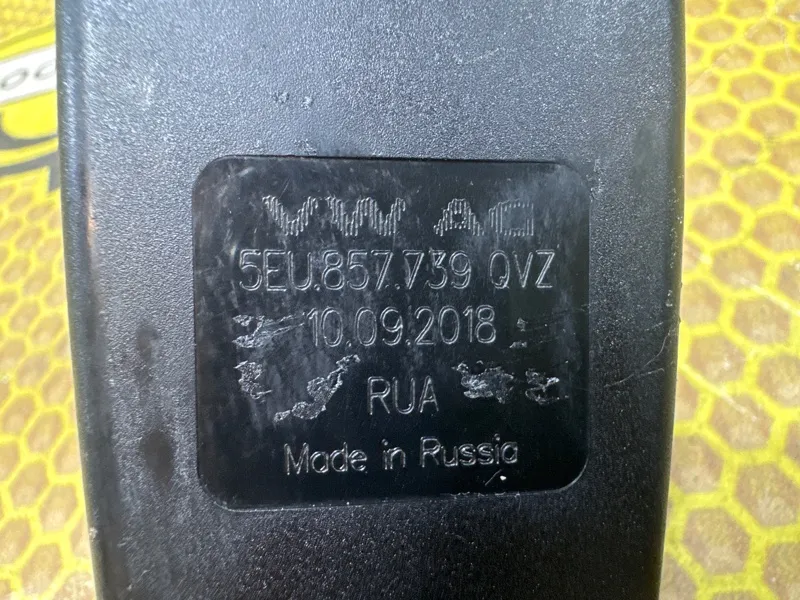 VW AG
5EU.857.739 QVZ
10.09.2018
RUA
Made in Russia